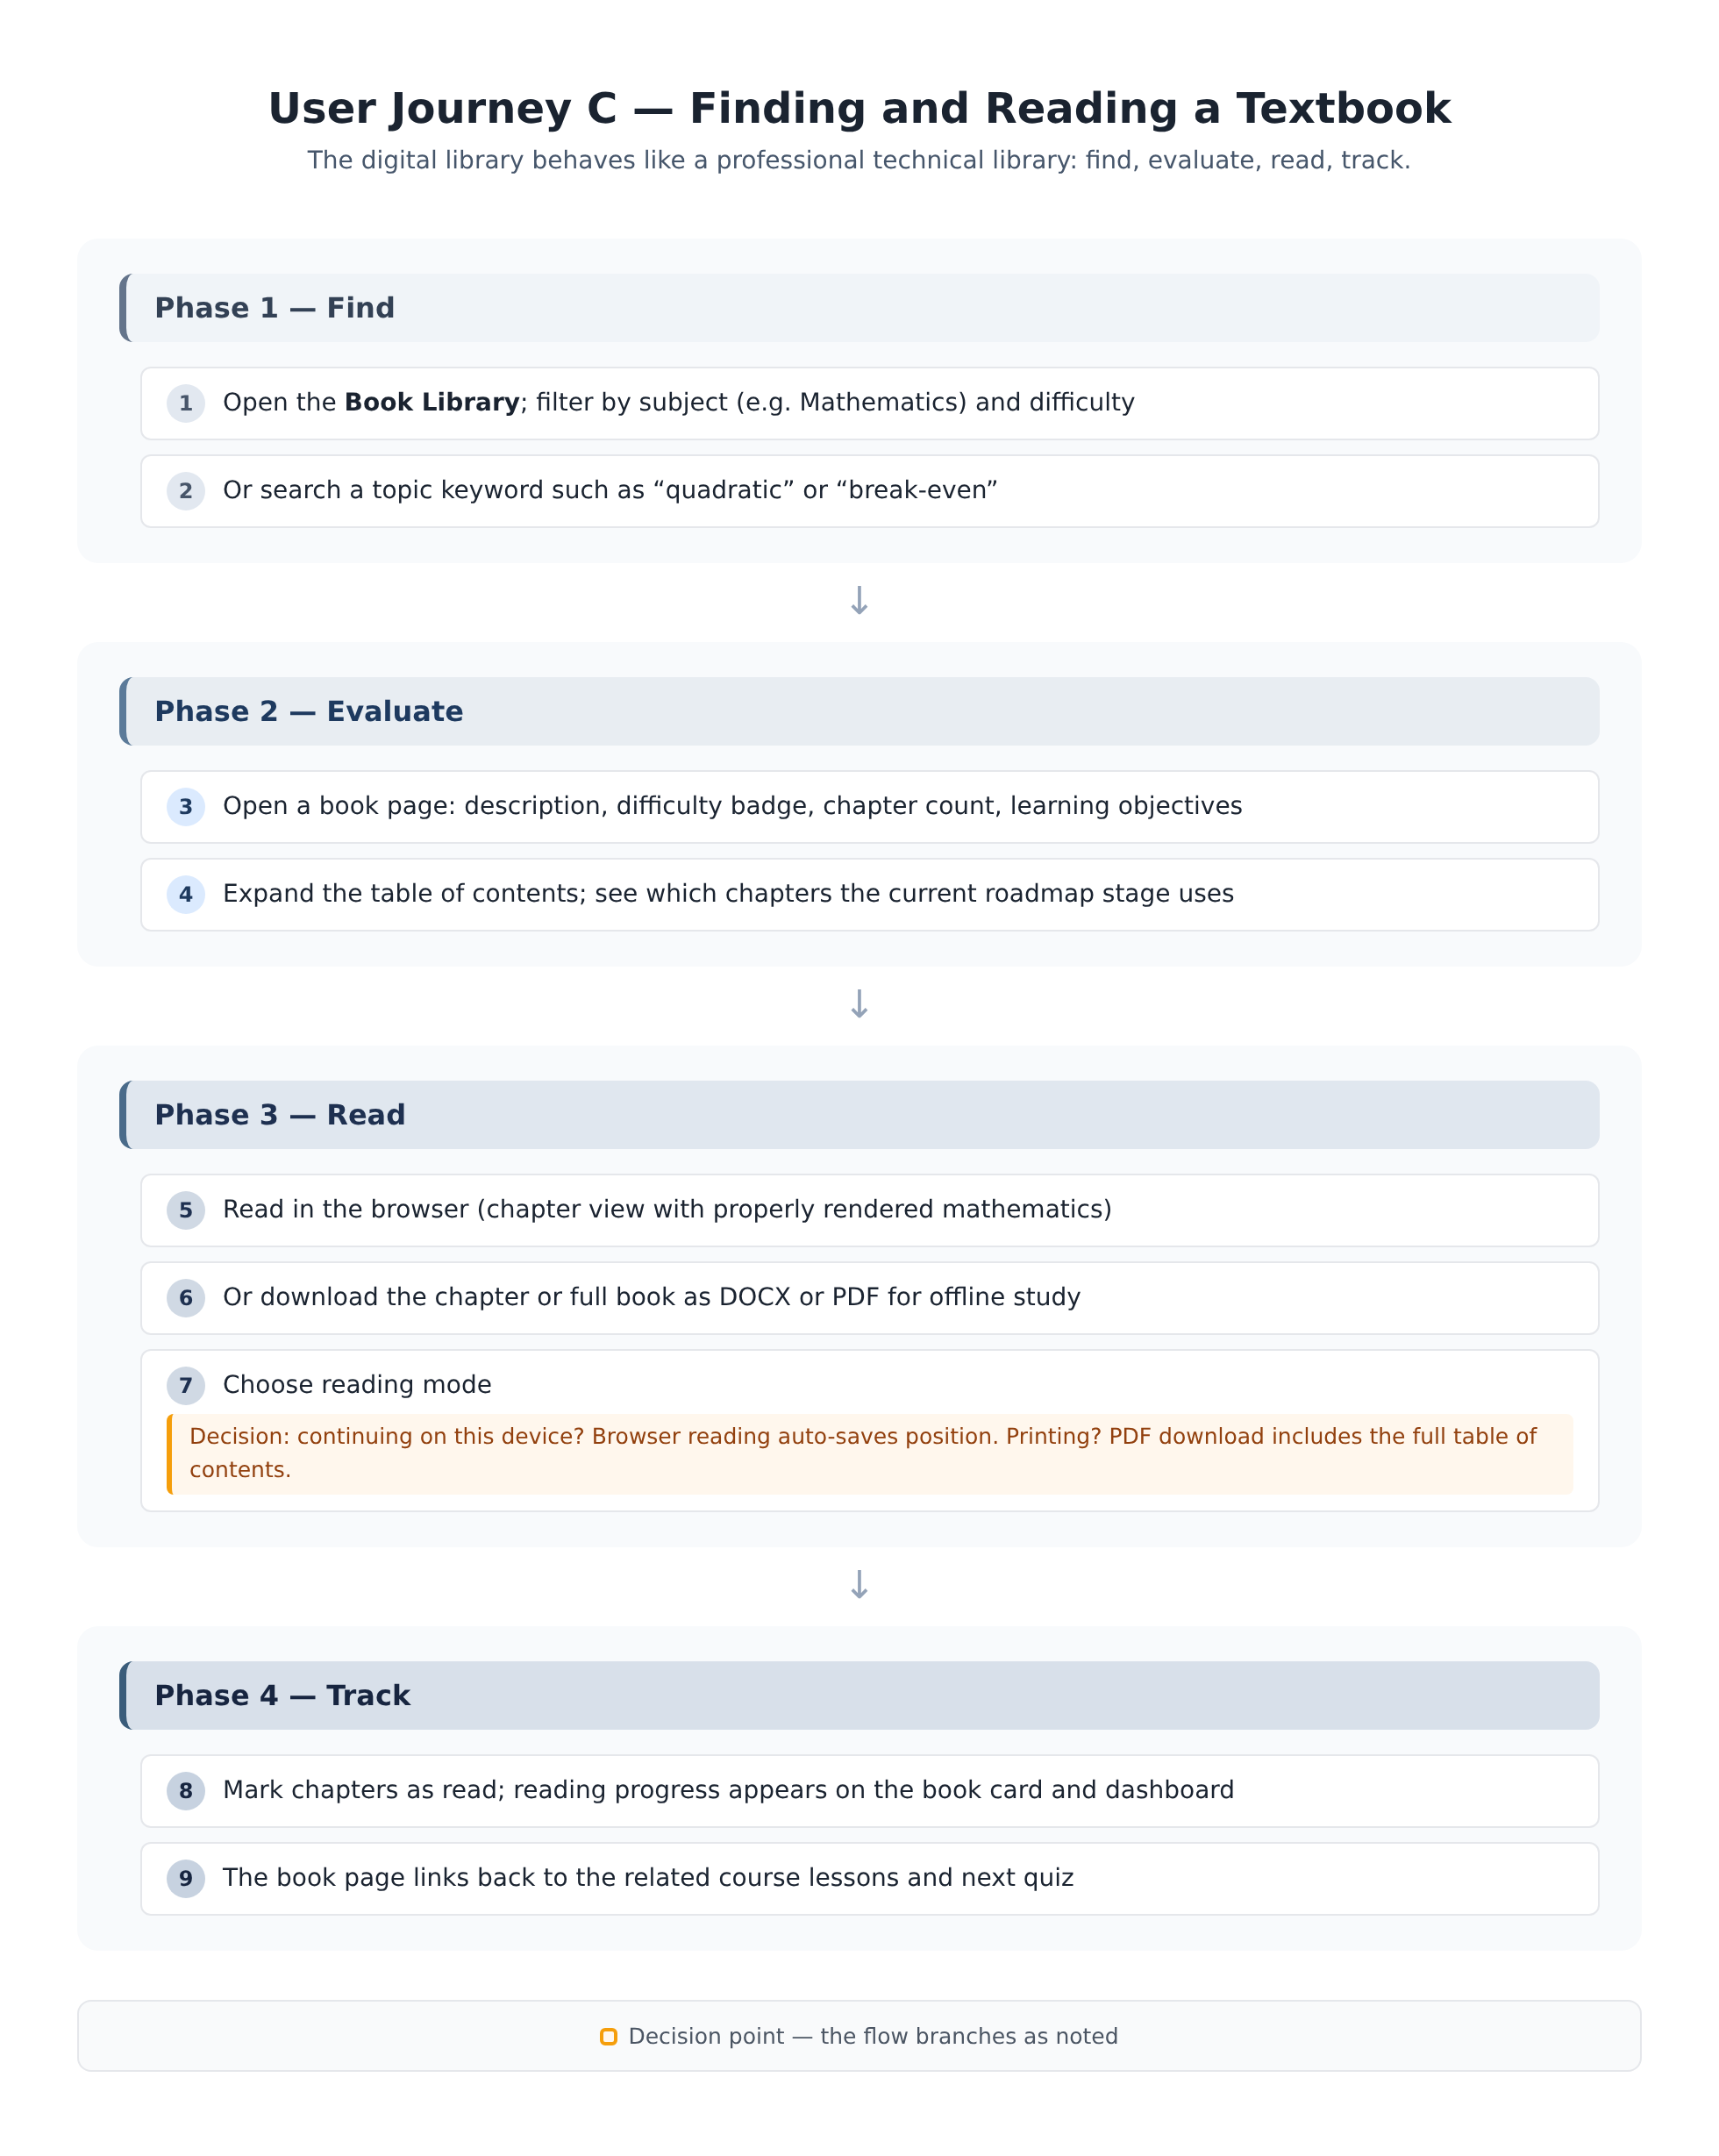 User Journey C — Finding and Reading a Textbook
The digital library behaves like a professional technical library: find, evaluate, read, track.
Phase 1 — Find
1 Open the Book Library; filter by subject (e.g. Mathematics) and difficulty
2 Or search a topic keyword such as “quadratic” or “break-even”
↓
Phase 2 — Evaluate
3 Open a book page: description, difficulty badge, chapter count, learning objectives
4 Expand the table of contents; see which chapters the current roadmap stage uses
↓
Phase 3 — Read
5 Read in the browser (chapter view with properly rendered mathematics)
6 Or download the chapter or full book as DOCX or PDF for offline study
7 Choose reading mode
Decision: continuing on this device? Browser reading auto-saves position. Printing? PDF download includes the full table of
contents.
↓
Phase 4 — Track
8 Mark chapters as read; reading progress appears on the book card and dashboard
9 The book page links back to the related course lessons and next quiz
Decision point — the flow branches as noted